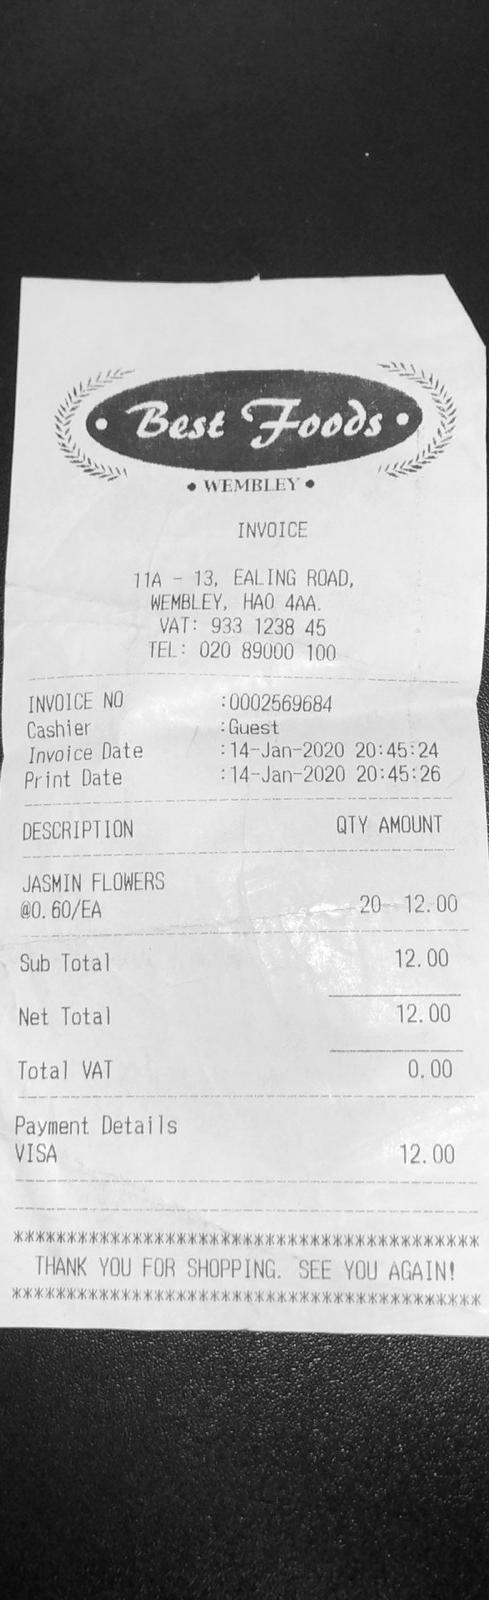 • Best Foods •
• WEMBLEY •
INVOICE
11A - 13, EALING ROAD,
WEMBLEY, HA0 4AA.
VAT: 933 1238 45
TEL: 020 89000 100
INVOICE NO :0002569684
Cashier :Guest
Invoice Date :14-Jan-2020 20:45:24
Print Date :14-Jan-2020 20:45:26
DESCRIPTION QTY AMOUNT
JASMIN FLOWERS
@0.60/EA 20 12.00
Sub Total 12.00
Net Total 12.00
Total VAT 0.00
Payment Details
VISA 12.00
****************************************
THANK YOU FOR SHOPPING. SEE YOU AGAIN!
****************************************